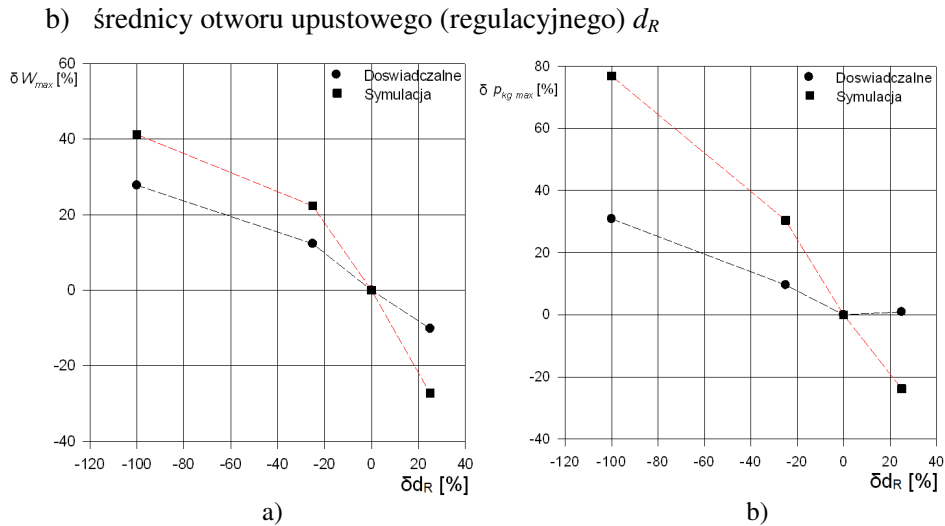 b) średnicy otworu upustowego (regulacyjnego) dR
60
δ Wmax [%]
40
20
0
-20
-40
-120 -100 -80 -60 -40 -20 0 20 40
Doswiadczalne
Symulacja
δdR [%]
a)
80
δ pkg max [%]
60
40
20
0
-20
-40
-120 -100 -80 -60 -40 -20 0 20 40
Doswiadczalne
Symulacja
δdR [%]
b)